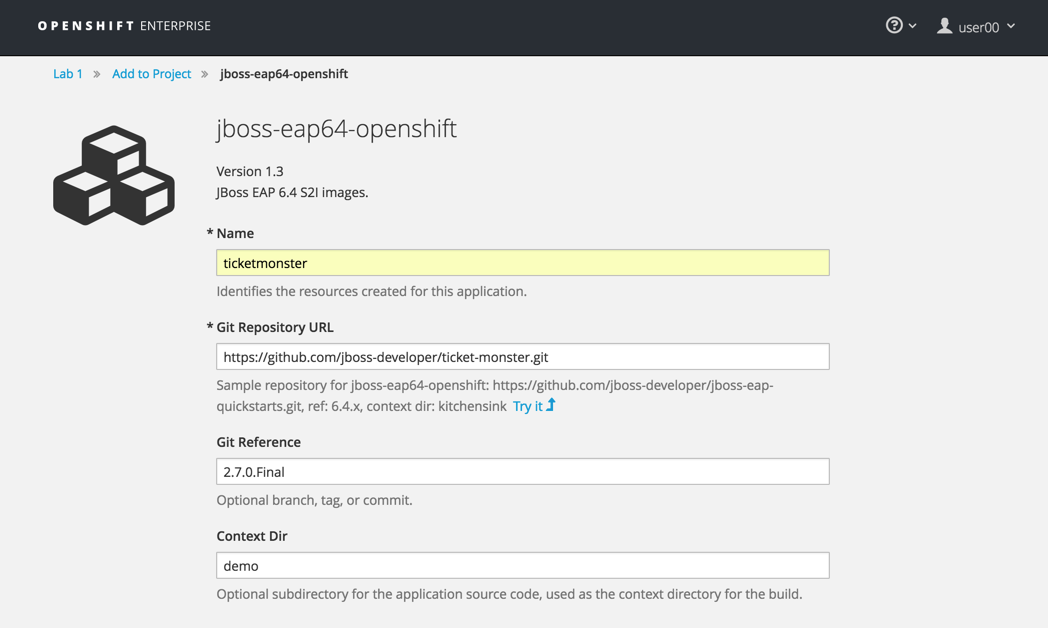 OPENSHIFT ENTERPRISE
user00
Lab 1 » Add to Project » jboss-eap64-openshift
jboss-eap64-openshift
Version 1.3
JBoss EAP 6.4 S2I images.
* Name
ticketmonster
Identifies the resources created for this application.
* Git Repository URL
https://github.com/jboss-developer/ticket-monster.git
Sample repository for jboss-eap64-openshift: https://github.com/jboss-developer/jboss-eap-
quickstarts.git, ref: 6.4.x, context dir: kitchensink Try it
Git Reference
2.7.0.Final
Optional branch, tag, or commit.
Context Dir
demo
Optional subdirectory for the application source code, used as the context directory for the build.